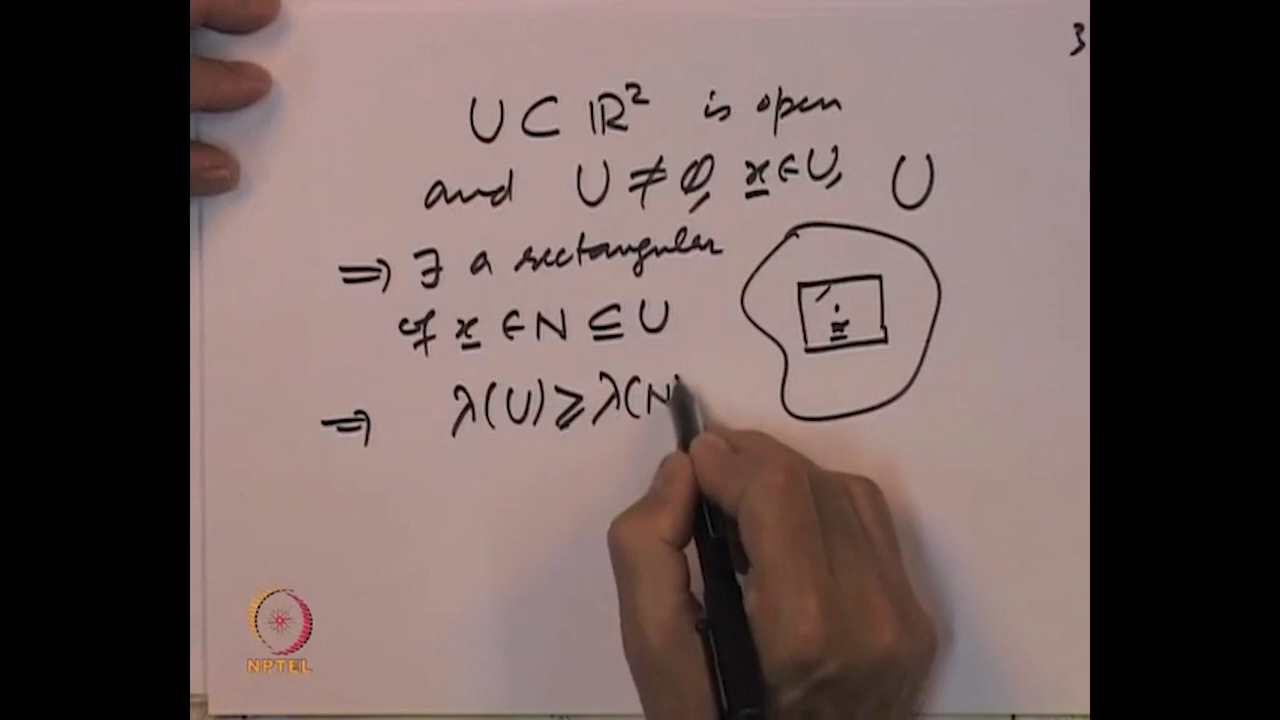 3
U ⊂ ℝ² is open
and U ≠ ∅, x ∈ U,
U
⇒ ∃ a rectangular
of x ∈ N ⊆ U
x
⇒ λ(U) ⩾ λ(N)
NPTEL